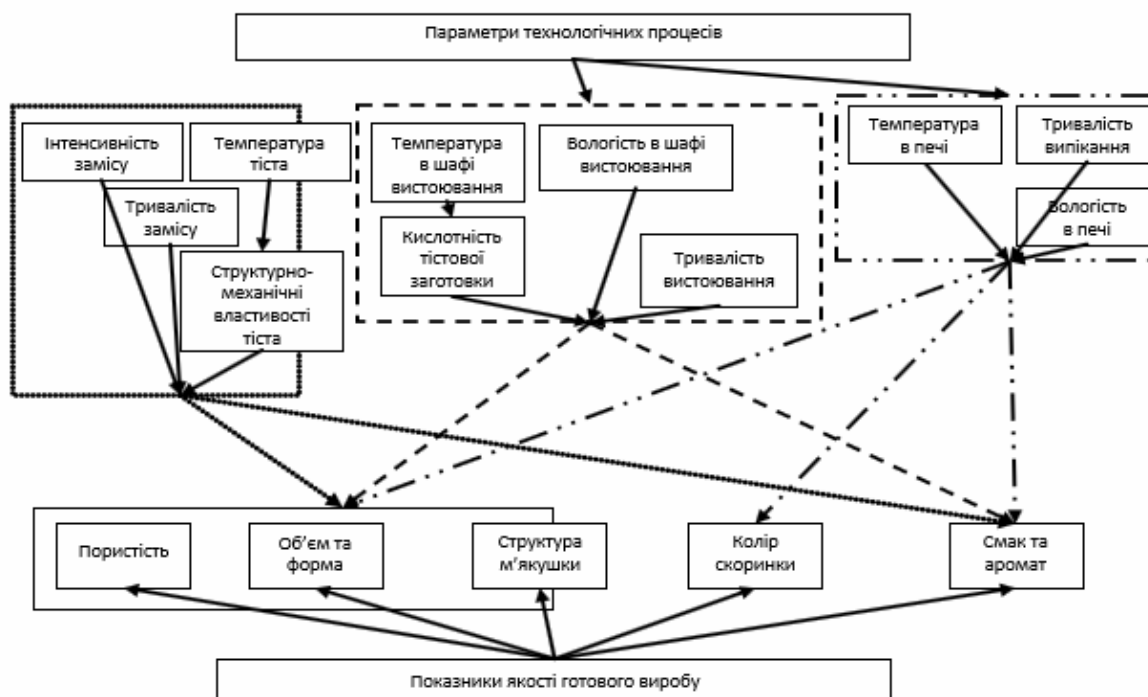 Параметри технологічних процесів
Інтенсивність
замісу
Температура
тіста
Тривалість
замісу
Структурно-
механічні
властивості
тіста
Температура
в шафі
вистоювання
Вологість в шафі
вистоювання
Кислотність
тістової
заготовки
Тривалість
вистоювання
Температура
в печі
Тривалість
випікання
Вологість
в печі
Пористість
Об’єм та
форма
Структура
м’якушки
Колір
скоринки
Смак та
аромат
Показники якості готового виробу